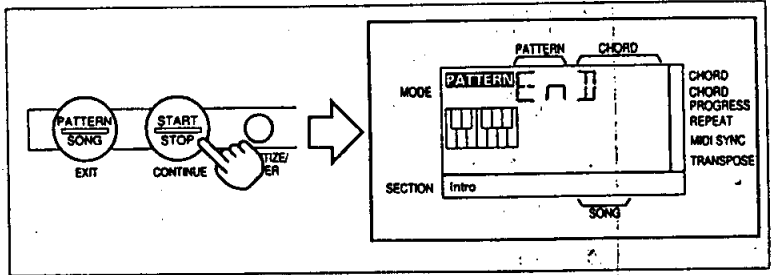 PATTERN
SONG
EXIT
START
STOP
CONTINUE
TIZE/
ER
PATTERN CHORD
MODE
PATTERN
CHORD
CHORD
PROGRESS
REPEAT
MIDI SYNC
TRANSPOSE
SECTION
Intro
SONG